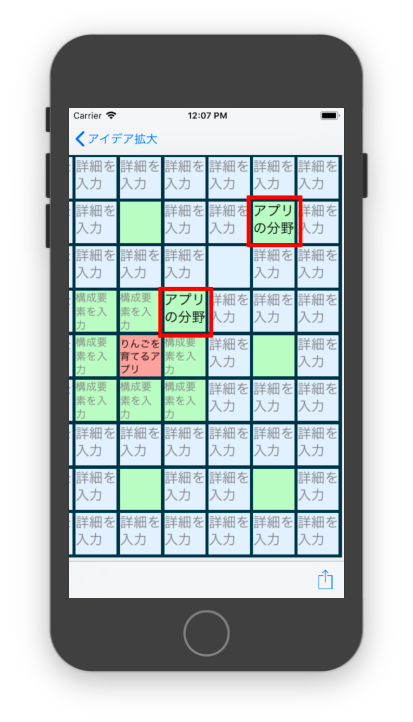 Carrier 12:07 PM
アイデア拡大
詳細を 詳細を 詳細を 詳細を 詳細を 詳細を
入力 入力 入力 入力 入力 入力
詳細を 詳細を 詳細を アプリ 詳細を
入力 入力 入力 の分野 入力
詳細を 詳細を 詳細を 詳細を 詳細を
入力 入力 入力 入力 入力
構成要 構成要 アプリ 詳細を 詳細を 詳細を
素を入 素を入 の分野 入力 入力 入力
力 力
構成要 りんごを 構成要 詳細を 詳細を
素を入 育てるア 素を入 入力 入力
力 プリ 力
構成要 構成要 構成要 詳細を 詳細を 詳細を
素を入 素を入 素を入 入力 入力 入力
力 力 力
詳細を 詳細を 詳細を 詳細を 詳細を 詳細を
入力 入力 入力 入力 入力 入力
詳細を 詳細を 詳細を 詳細を
入力 入力 入力 入力
詳細を 詳細を 詳細を 詳細を 詳細を 詳細を
入力 入力 入力 入力 入力 入力